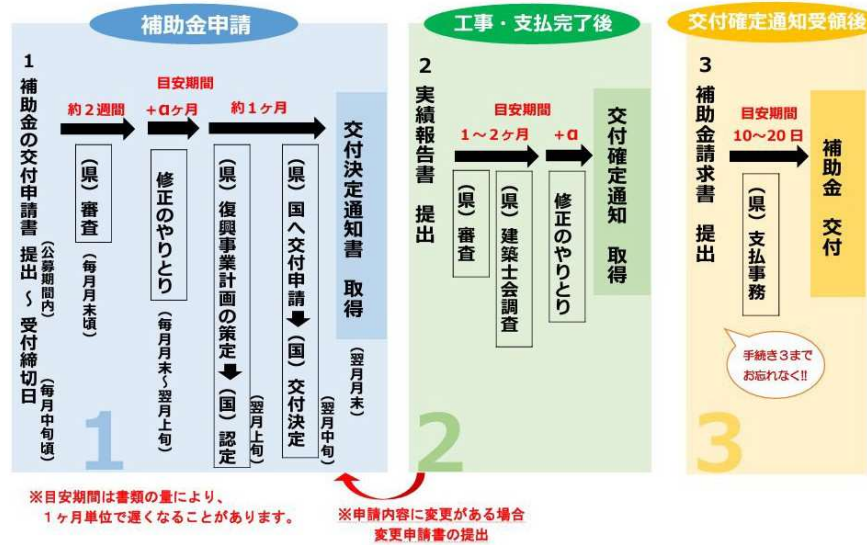 補助金申請
1 補助金の交付申請書 提出 ~ 受付締切日
(公募期間内)
(毎月中旬頃)
目安期間
約2週間
+αヶ月
約1ヶ月
(県)審査
(毎月月末頃)
修正のやりとり
(毎月月末~翌月上旬)
(県)復興事業計画の策定
(国)認定
(翌月上旬)
(県)国へ交付申請
(国)交付決定
(翌月中旬)
交付決定通知書 取得
(翌月月末)
1
※目安期間は書類の量により、
1ヶ月単位で遅くなることがあります。
工事・支払完了後
2 実績報告書 提出
目安期間
1~2ヶ月
+α
(県)審査
(県)建築士会調査
修正のやりとり
交付確定通知 取得
2
※申請内容に変更がある場合
変更申請書の提出
交付確定通知受領後
3 補助金請求書 提出
目安期間
10~20日
(県)支払事務
補助金 交付
手続き3まで
お忘れなく!!
3